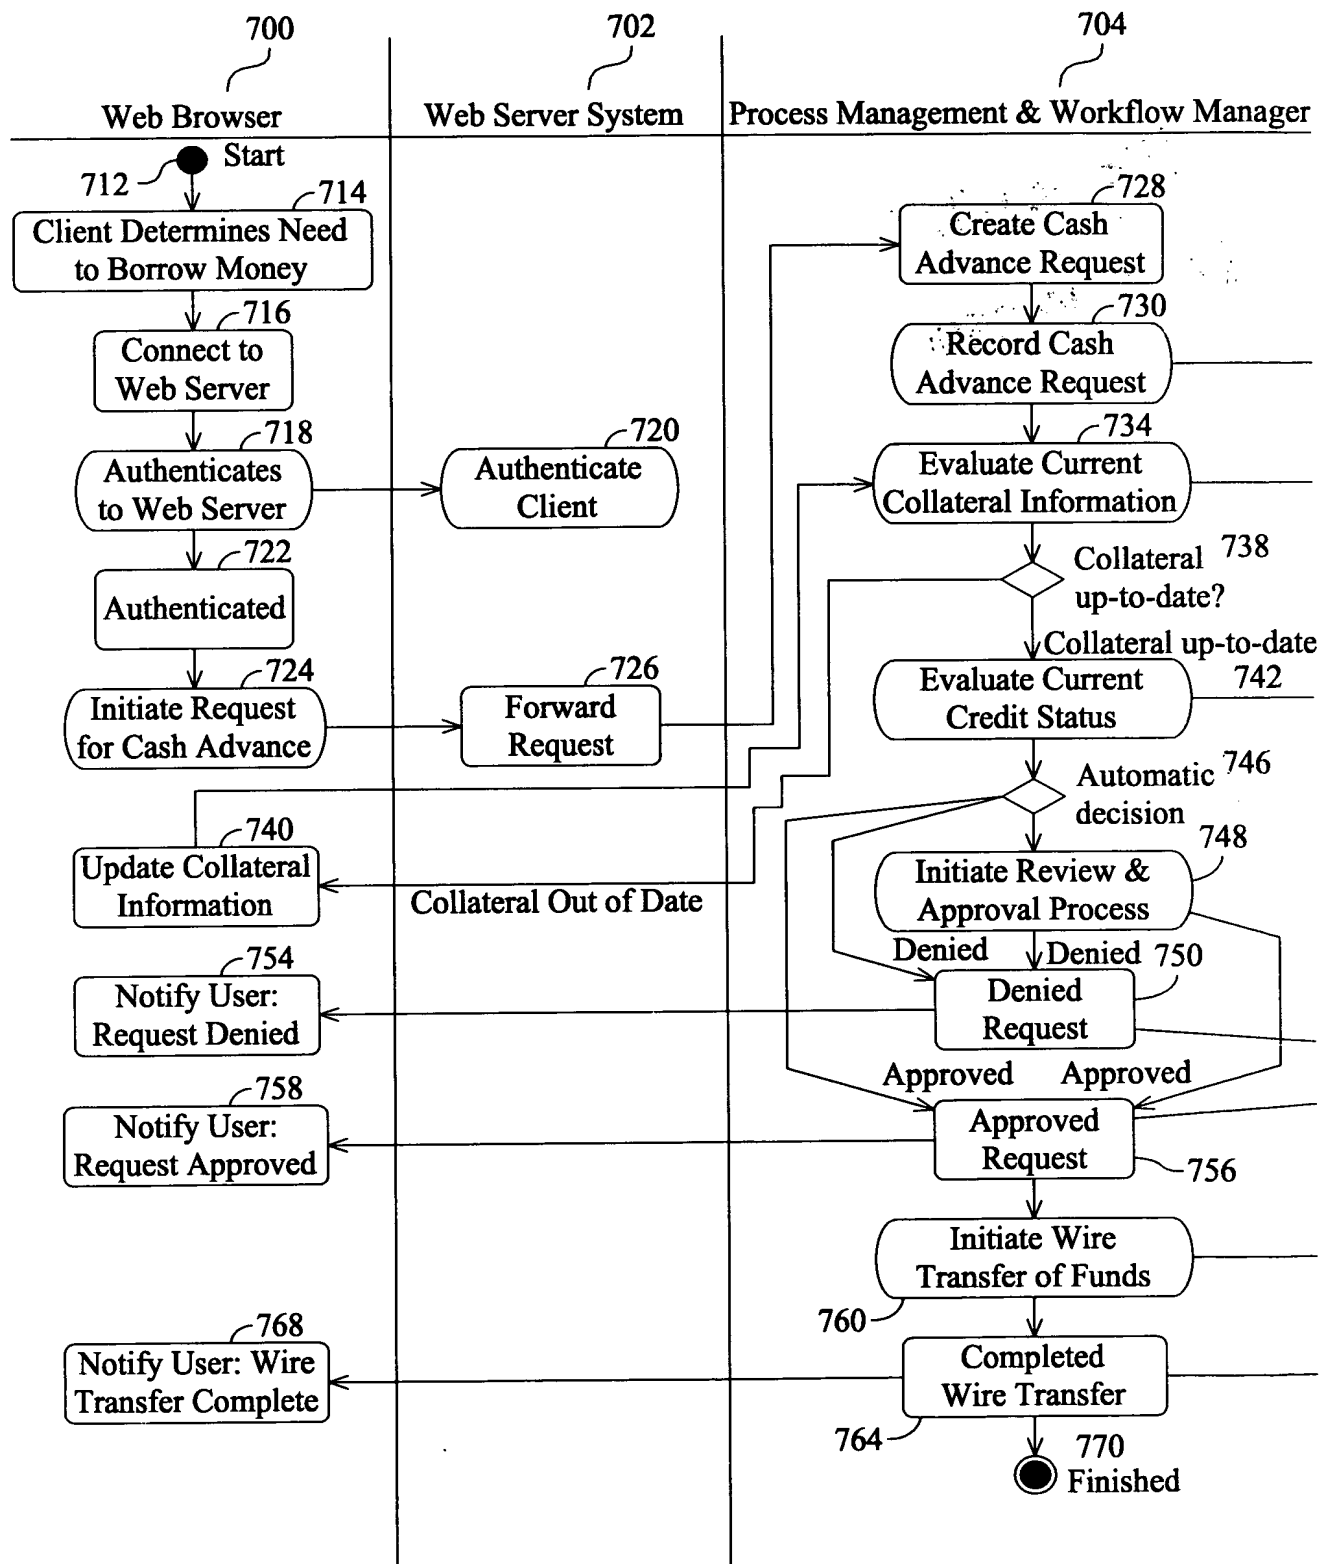 700
702
704
Web Browser
Web Server System
Process Management & Workflow Manager
Start
712
714
Client Determines Need
to Borrow Money
716
Connect to
Web Server
718
Authenticates
to Web Server
720
Authenticate
Client
722
Authenticated
724
Initiate Request
for Cash Advance
726
Forward
Request
728
Create Cash
Advance Request
730
Record Cash
Advance Request
734
Evaluate Current
Collateral Information
Collateral
up-to-date?
738
Collateral up-to-date
Evaluate Current
Credit Status
742
Automatic
decision
746
740
Update Collateral
Information
Collateral Out of Date
748
Initiate Review &
Approval Process
Denied
Denied
750
Denied
Request
754
Notify User:
Request Denied
Approved
Approved
758
Notify User:
Request Approved
Approved
Request
756
Initiate Wire
Transfer of Funds
760
768
Notify User: Wire
Transfer Complete
Completed
Wire Transfer
764
770
Finished